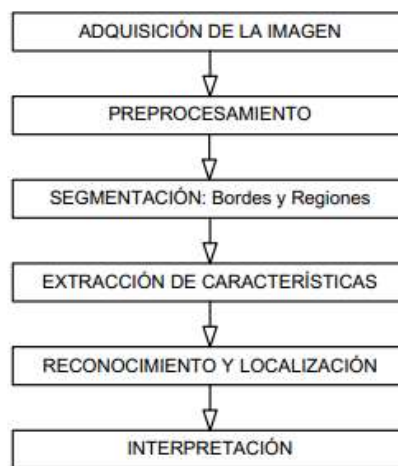 ADQUISICIÓN DE LA IMAGEN
PREPROCESAMIENTO
SEGMENTACIÓN: Bordes y Regiones
EXTRACCIÓN DE CARACTERÍSTICAS
RECONOCIMIENTO Y LOCALIZACIÓN
INTERPRETACIÓN